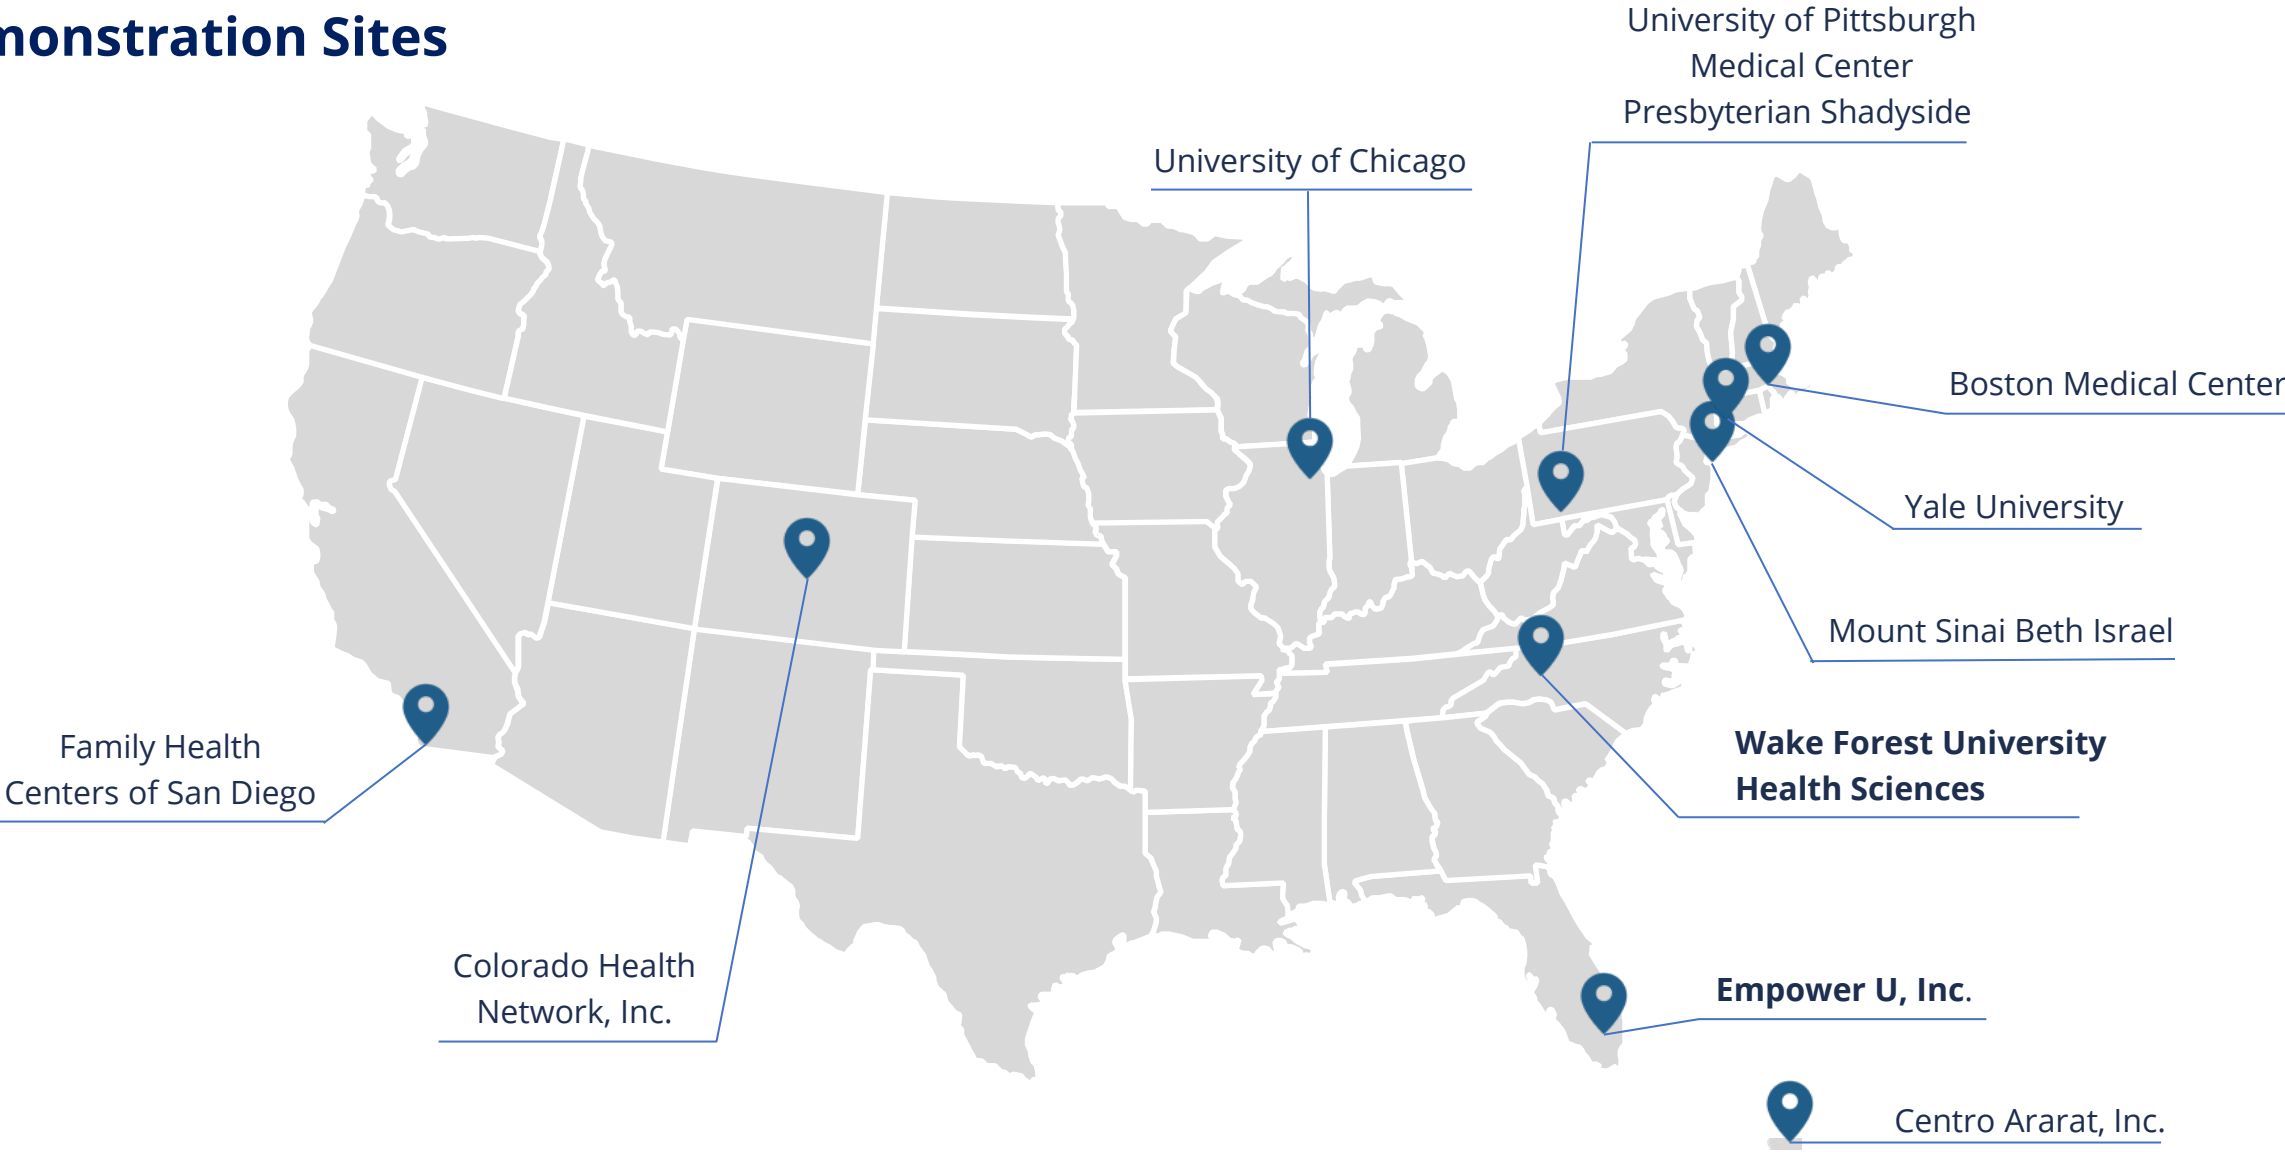 monstration Sites
University of Pittsburgh
Medical Center
Presbyterian Shadyside
University of Chicago
Boston Medical Center
Yale University
Mount Sinai Beth Israel
Family Health
Centers of San Diego
Wake Forest University
Health Sciences
Colorado Health
Network, Inc.
Empower U, Inc.
Centro Ararat, Inc.